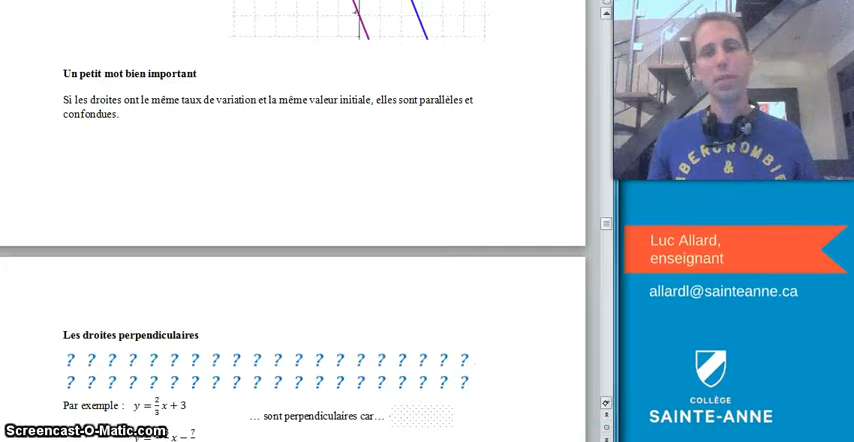 Un petit mot bien important
Si les droites ont le même taux de variation et la même valeur initiale, elles sont parallèles et
confondues.
ABERCROMBIE
&
Luc Allard,
enseignant
allardl@sainteanne.ca
Les droites perpendiculaires
? ? ? ? ? ? ? ? ? ? ? ? ? ? ? ? ? ? ? ?
? ? ? ? ? ? ? ? ? ? ? ? ? ? ? ? ? ? ? ?
Par exemple : y = 2/3 x + 3
… sont perpendiculaires car…
COLLÈGE
SAINTE-ANNE
Screencast-O-Matic.com